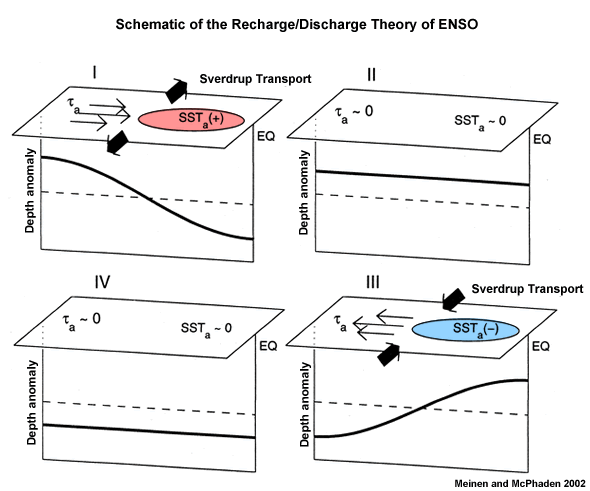 Schematic of the Recharge/Discharge Theory of ENSO
I
Sverdrup Transport
τa
SSTa(+)
EQ
Depth anomaly
II
τa ~ 0
SSTa ~ 0
EQ
Depth anomaly
IV
τa ~ 0
SSTa ~ 0
EQ
Depth anomaly
III
Sverdrup Transport
τa
SSTa(−)
EQ
Depth anomaly
Meinen and McPhaden 2002